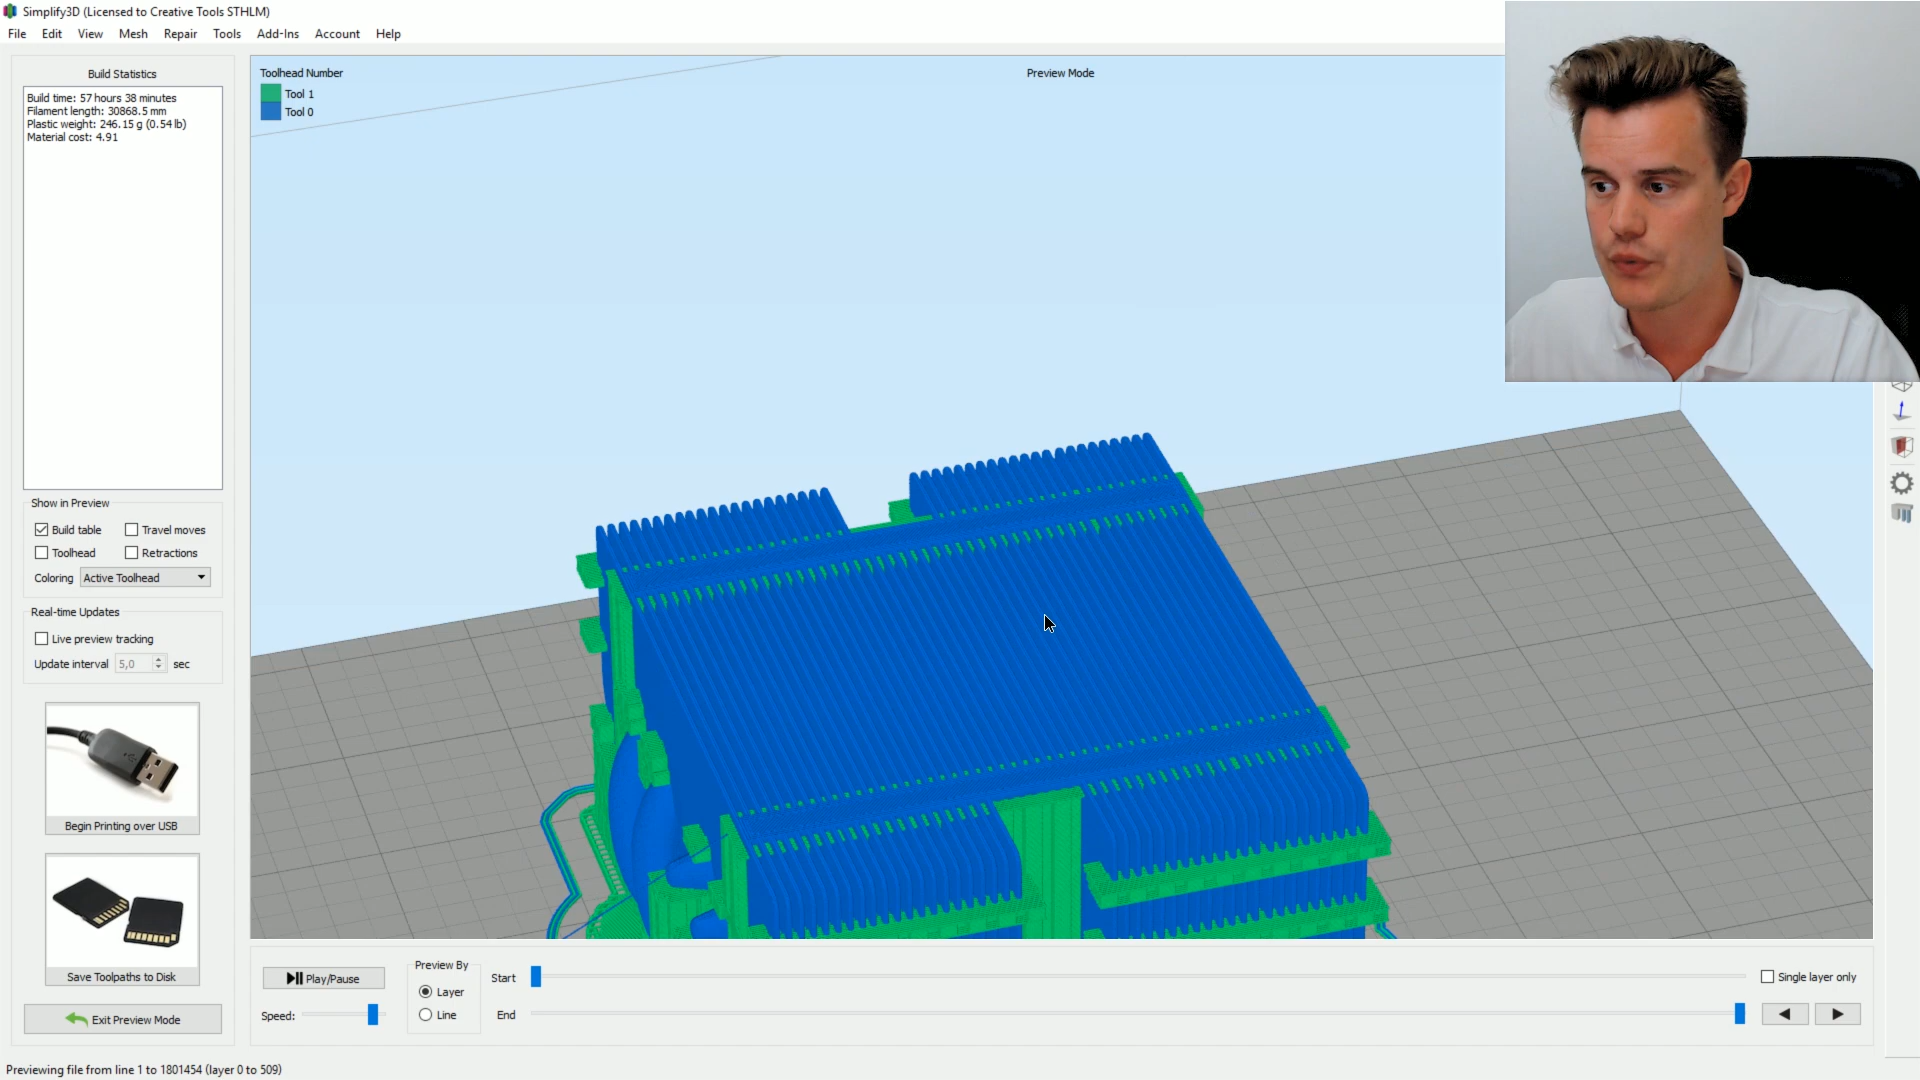 Simplify3D (Licensed to Creative Tools STHLM)
File Edit View Mesh Repair Tools Add-Ins Account Help
Build Statistics
Build time: 57 hours 38 minutes
Filament length: 30868.5 mm
Plastic weight: 246.15 g (0.54 lb)
Material cost: 4.91
Toolhead Number
Tool 1
Tool 0
Preview Mode
Show in Preview
Build table Travel moves
Toolhead Retractions
Coloring Active Toolhead
Real-time Updates
Live preview tracking
Update interval 5,0 sec
Begin Printing over USB
Save Toolpaths to Disk
Exit Preview Mode
Play/Pause
Speed:
Preview By
Layer
Line
Start
End
Single layer only
Previewing file from line 1 to 1801454 (layer 0 to 509)